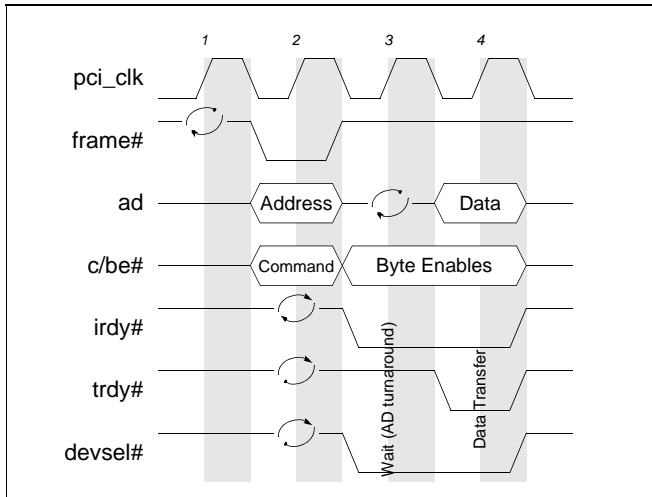 1 2 3 4
pci_clk
frame#
ad Address Data
c/be# Command Byte Enables
irdy#
trdy#
devsel#
Wait (AD turnaround)
Data Transfer